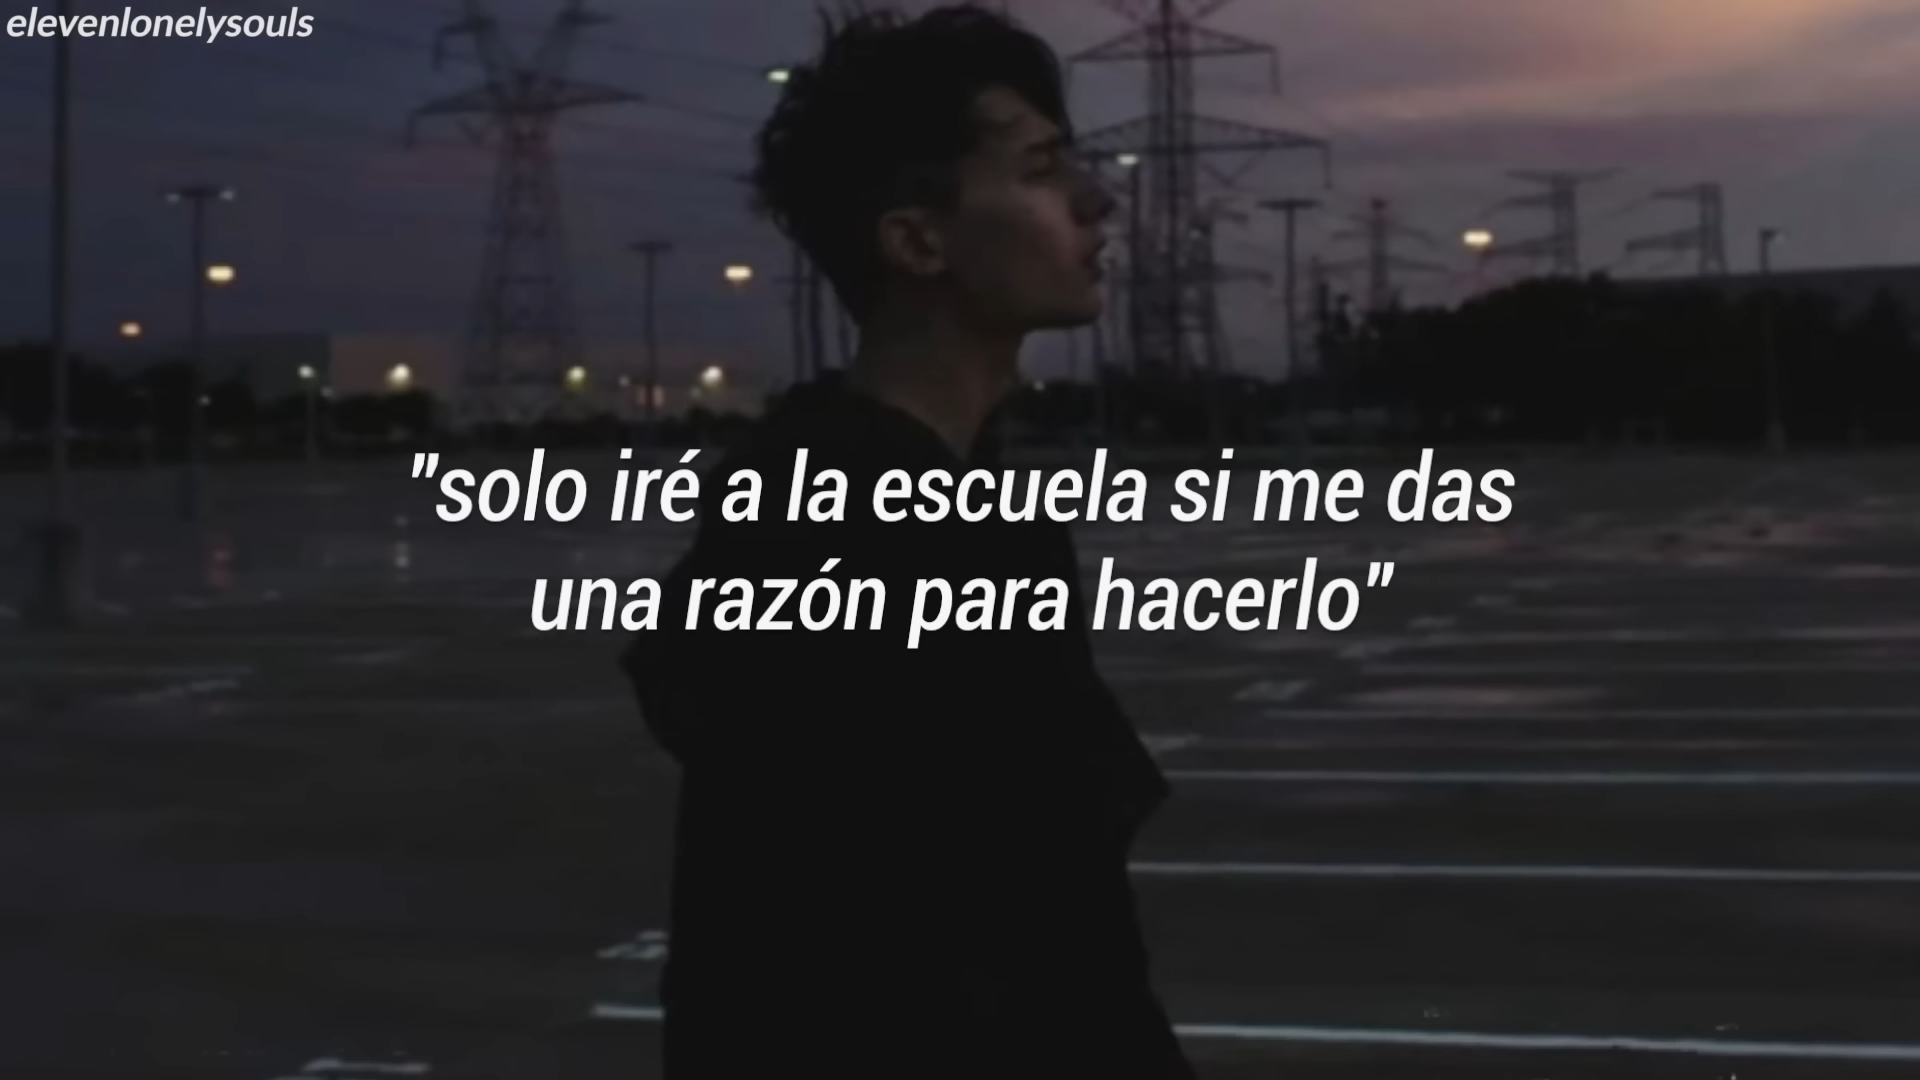 elevenlonelysouls
"solo iré a la escuela si me das
una razón para hacerlo"